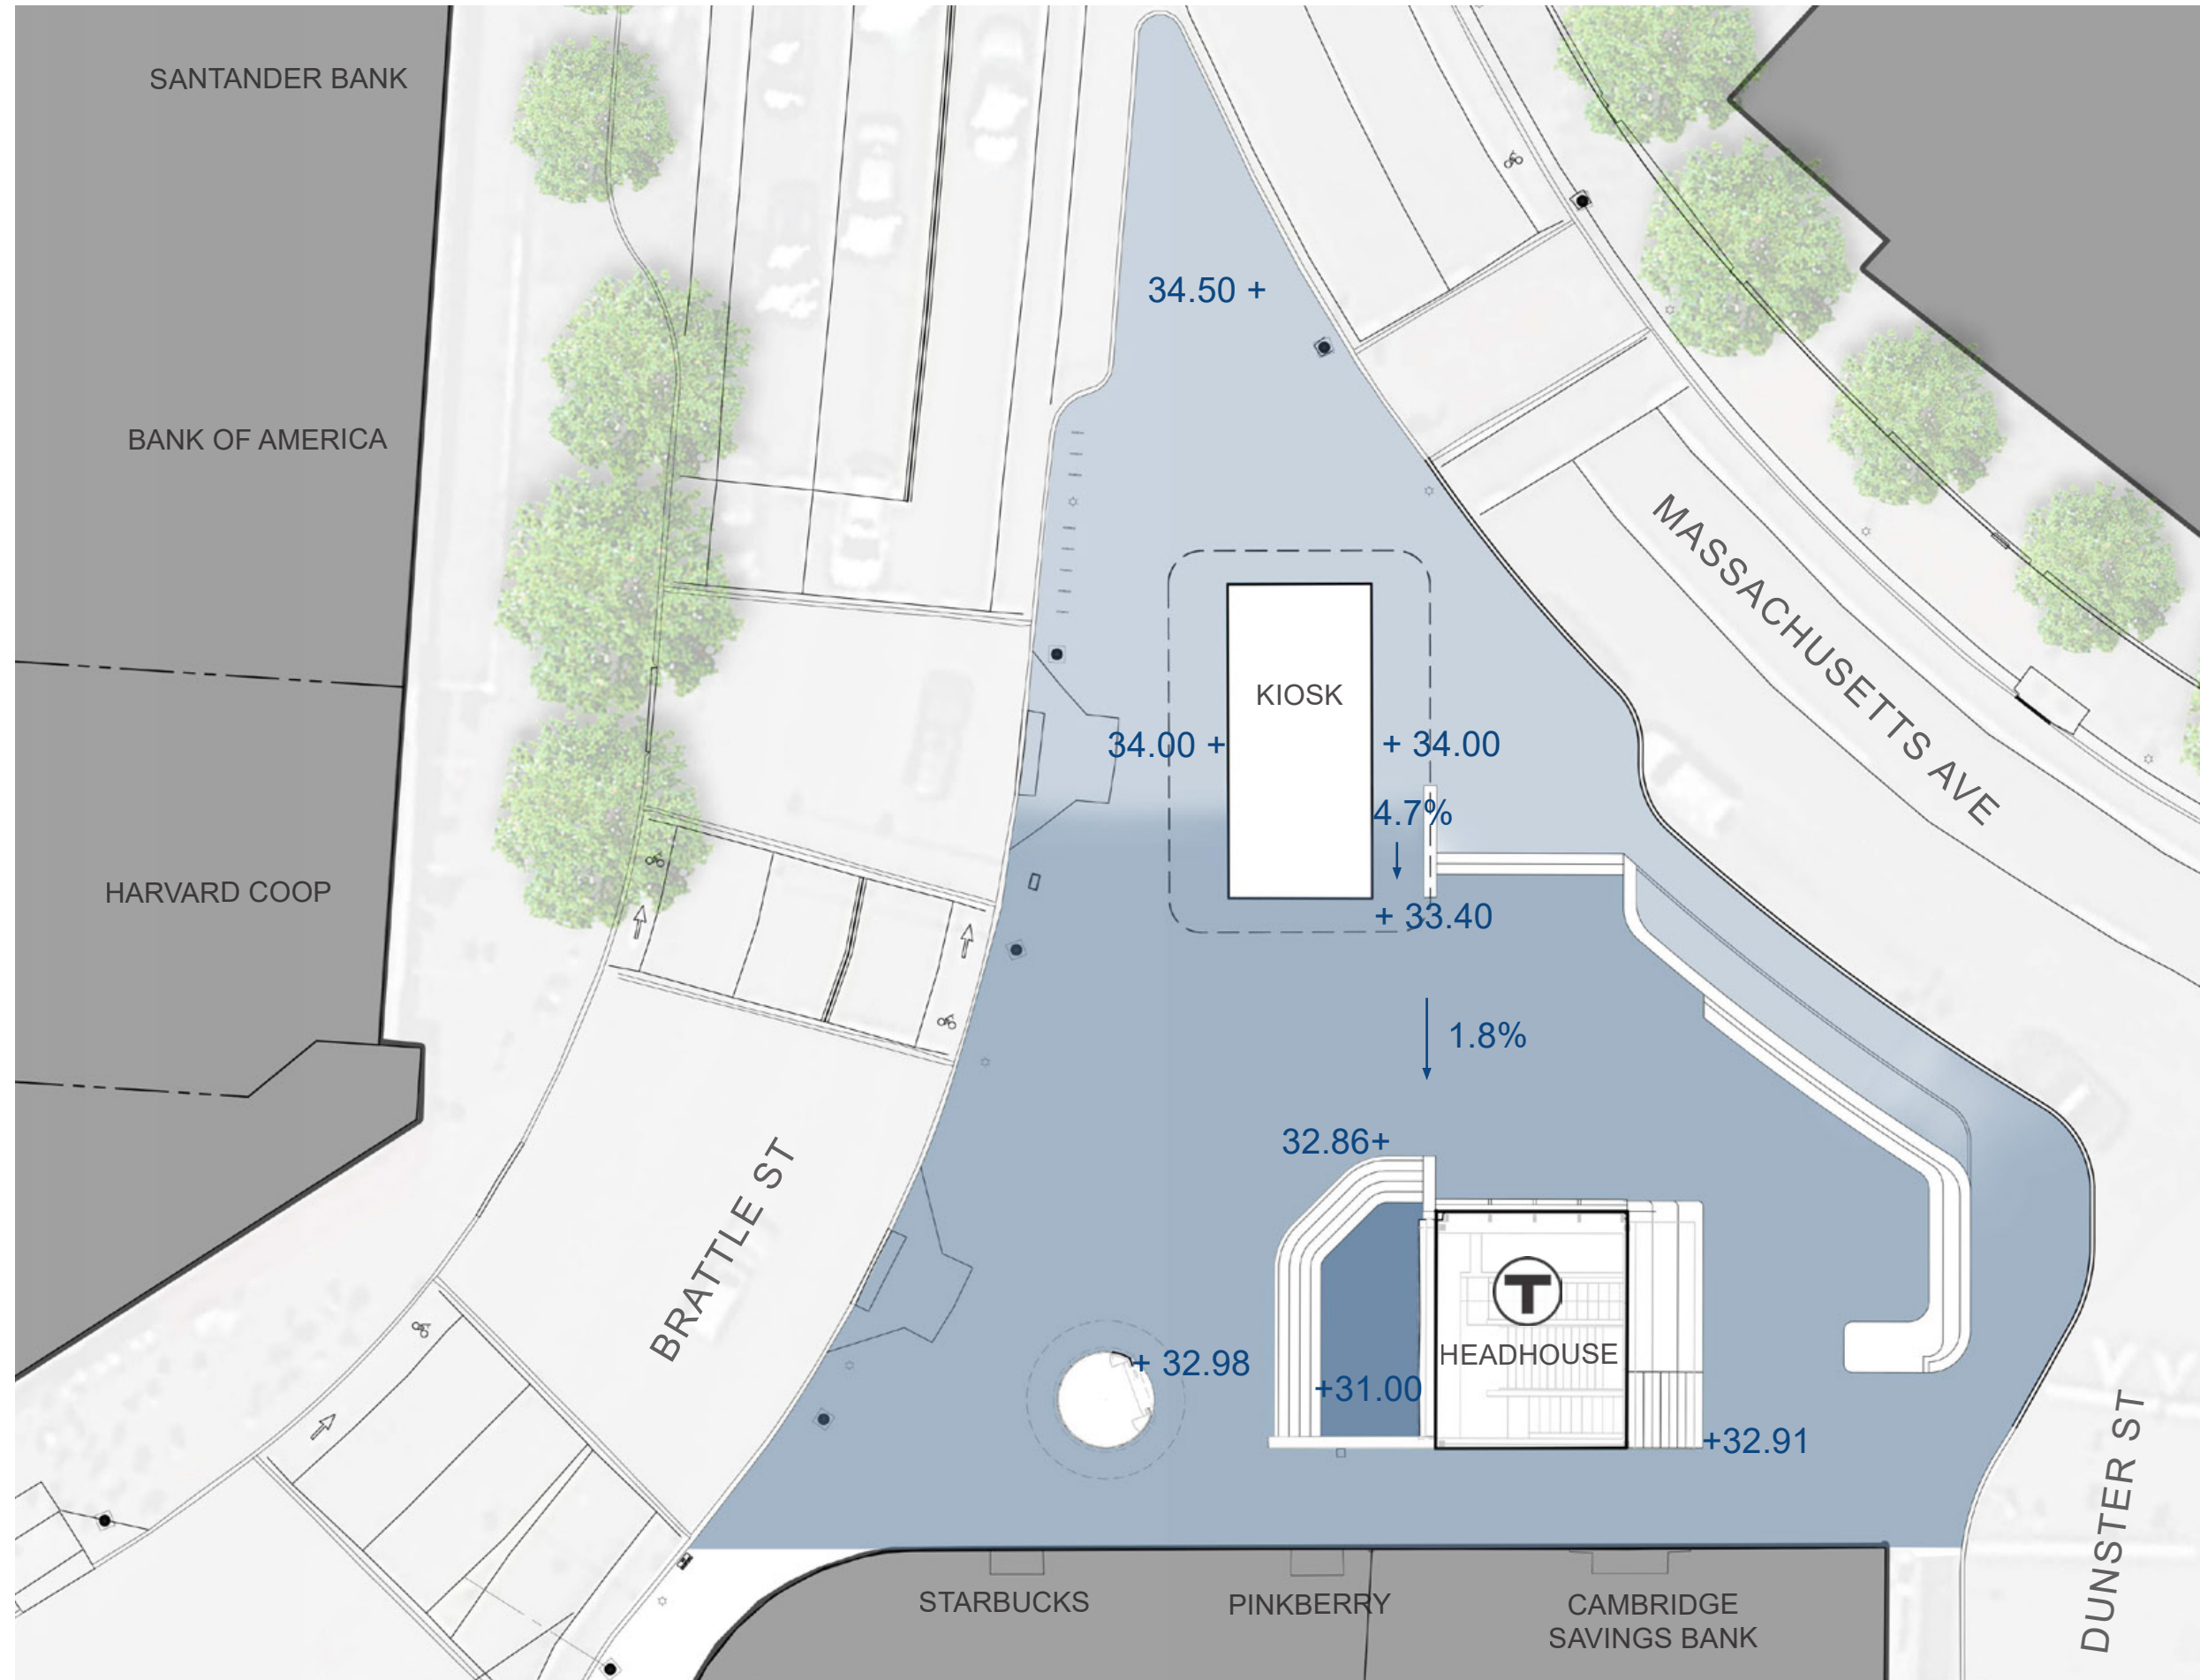 SANTANDER BANK
34.50 +
BANK OF AMERICA
MASSACHUSETTS AVE
KIOSK
34.00 +
+ 34.00
4.7%
HARVARD COOP
+ 33.40
1.8%
32.86+
BRATTLE ST
T
HEADHOUSE
+ 32.98
+31.00
+32.91
DUNSTER ST
STARBUCKS
PINKBERRY
CAMBRIDGE
SAVINGS BANK